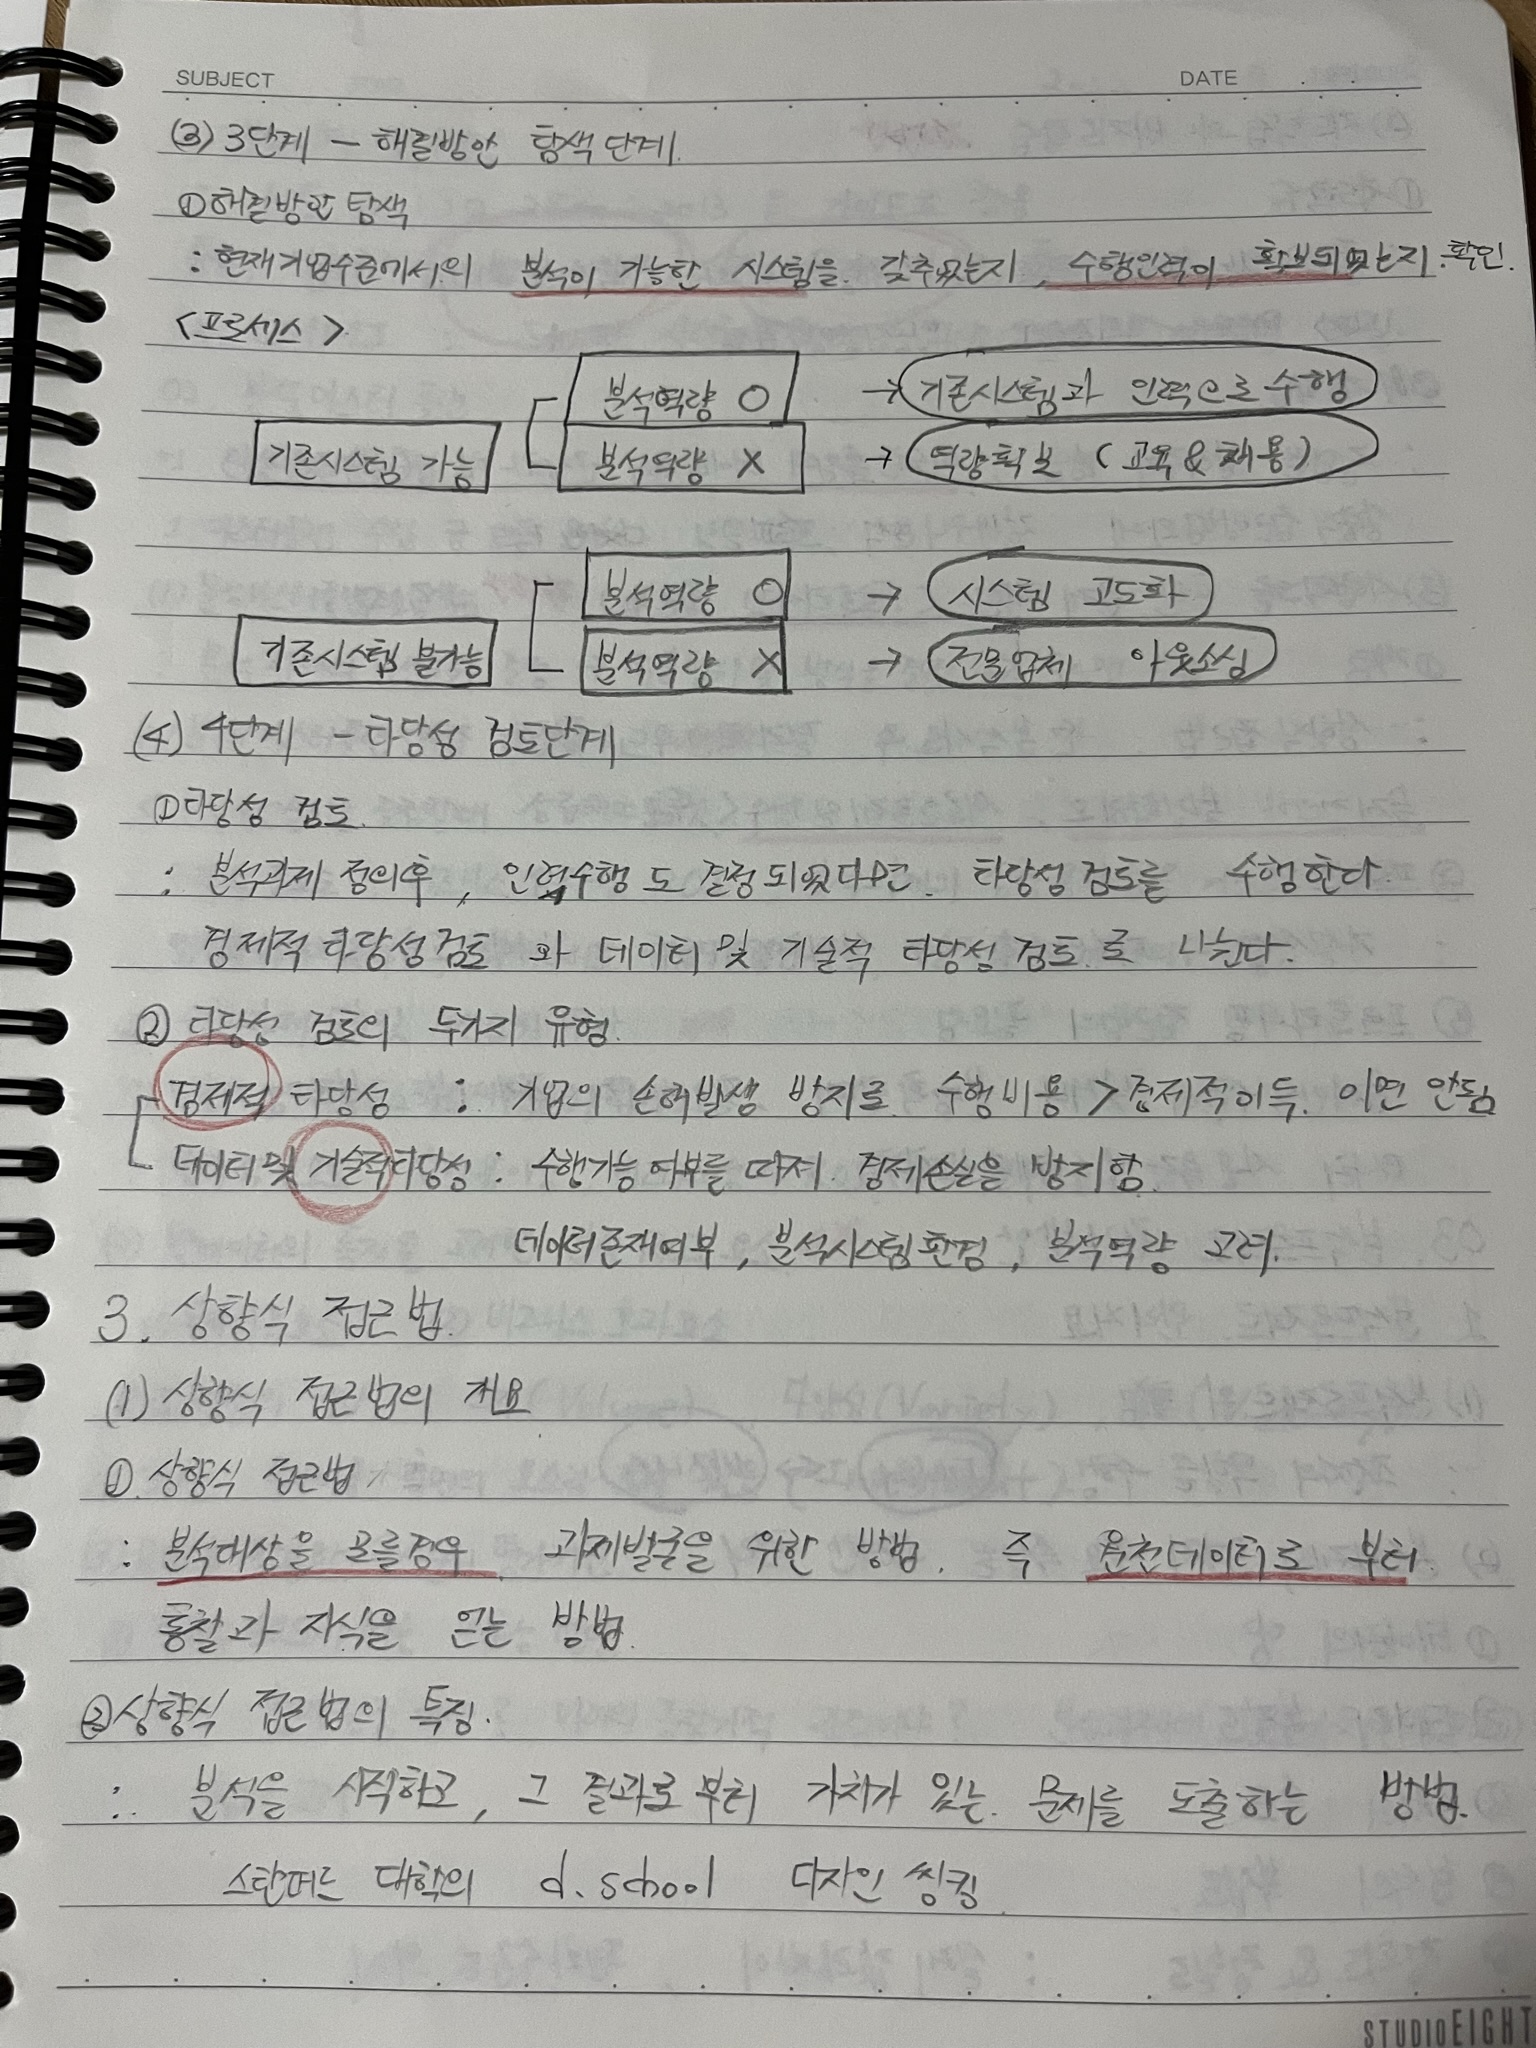 SUBJECT
DATE
(3) 3단계 - 해결방안 탐색단계.
① 해결방안 탐색
: 현재기업수준에서의 분석이 가능한 시스템을 갖추었는지, 수행인력이 확보되었는지 확인.
<프로세스>
분석역량 O → 기존시스템과 인력으로 수행
기존시스템 가능
분석역량 X → 역량확보 (교육 & 채용)
분석역량 O → 시스템 고도화
기존시스템 불가능
분석역량 X → 전문업체 아웃소싱
(4) 4단계 - 타당성 검토단계
① 타당성 검토.
: 분석과제 정의후, 인력수행 도 결정되었다면. 타당성검토를 수행한다.
경제적 타당성검토 와 데이터 및 기술적 타당성검토로 나뉜다.
② 타당성 검토의 두가지 유형.
경제적 타당성 : 기업의 손해발생 방지로 수행비용 > 경제적이득. 이면 안됨
데이터 및 기술적타당성 : 수행가능여부를 따져. 경제손실을 방지함.
데이터존재여부, 분석시스템환경, 분석역량 고려.
3. 상향식 접근법.
(1) 상향식 접근법의 개요
① 상향식 접근법
: 분석대상을 모를경우 과제발굴을 위한 방법. 즉 원천데이터로 부터.
통찰과 지식을 얻는 방법.
② 상향식 접근법의 특징.
: 분석을 시작하고, 그 결과로부터 가치가 있는 문제를 도출하는 방법.
스탠퍼드 대학의 d.school 디자인 씽킹.
STUDIOEIGHT